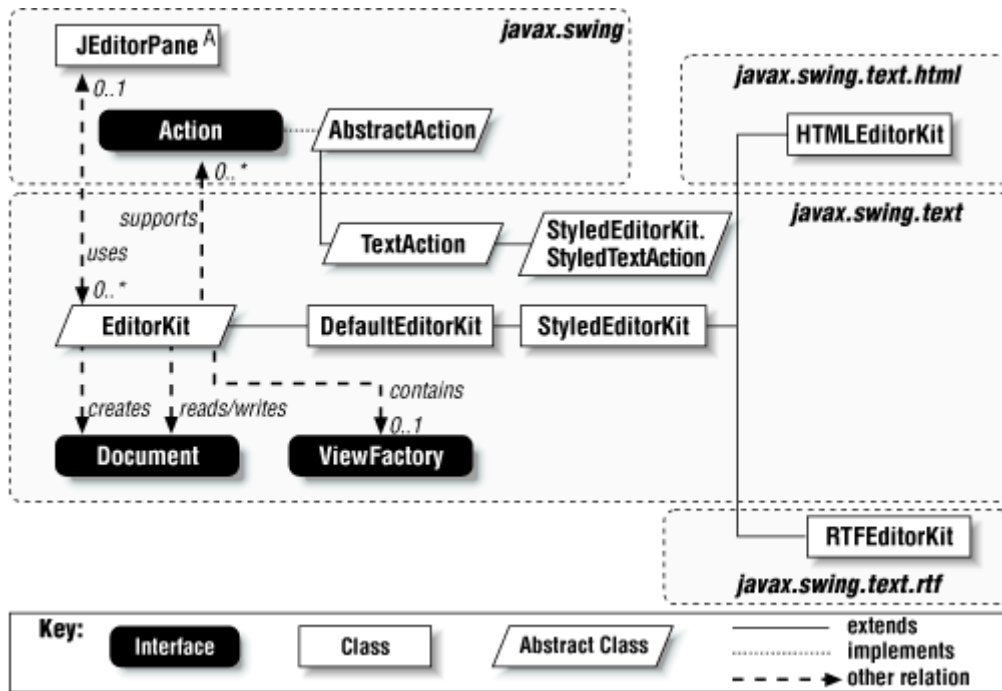 javax.swing
JEditorPane A
0..1
javax.swing.text.html
Action
AbstractAction
HTMLEditorKit
0..*
supports
javax.swing.text
TextAction
StyledEditorKit.
StyledTextAction
uses
0..*
EditorKit
DefaultEditorKit
StyledEditorKit
contains
creates
reads/writes
0..1
Document
ViewFactory
RTFEditorKit
javax.swing.text.rtf
Key:
Interface
Class
Abstract Class
extends
implements
other relation